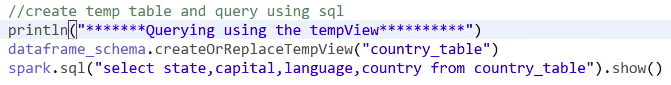 //create temp table and query using sql
println("*******Querying using the tempView**********")
dataframe_schema.createOrReplaceTempView("country_table")
spark.sql("select state,capital,language,country from country_table").show()